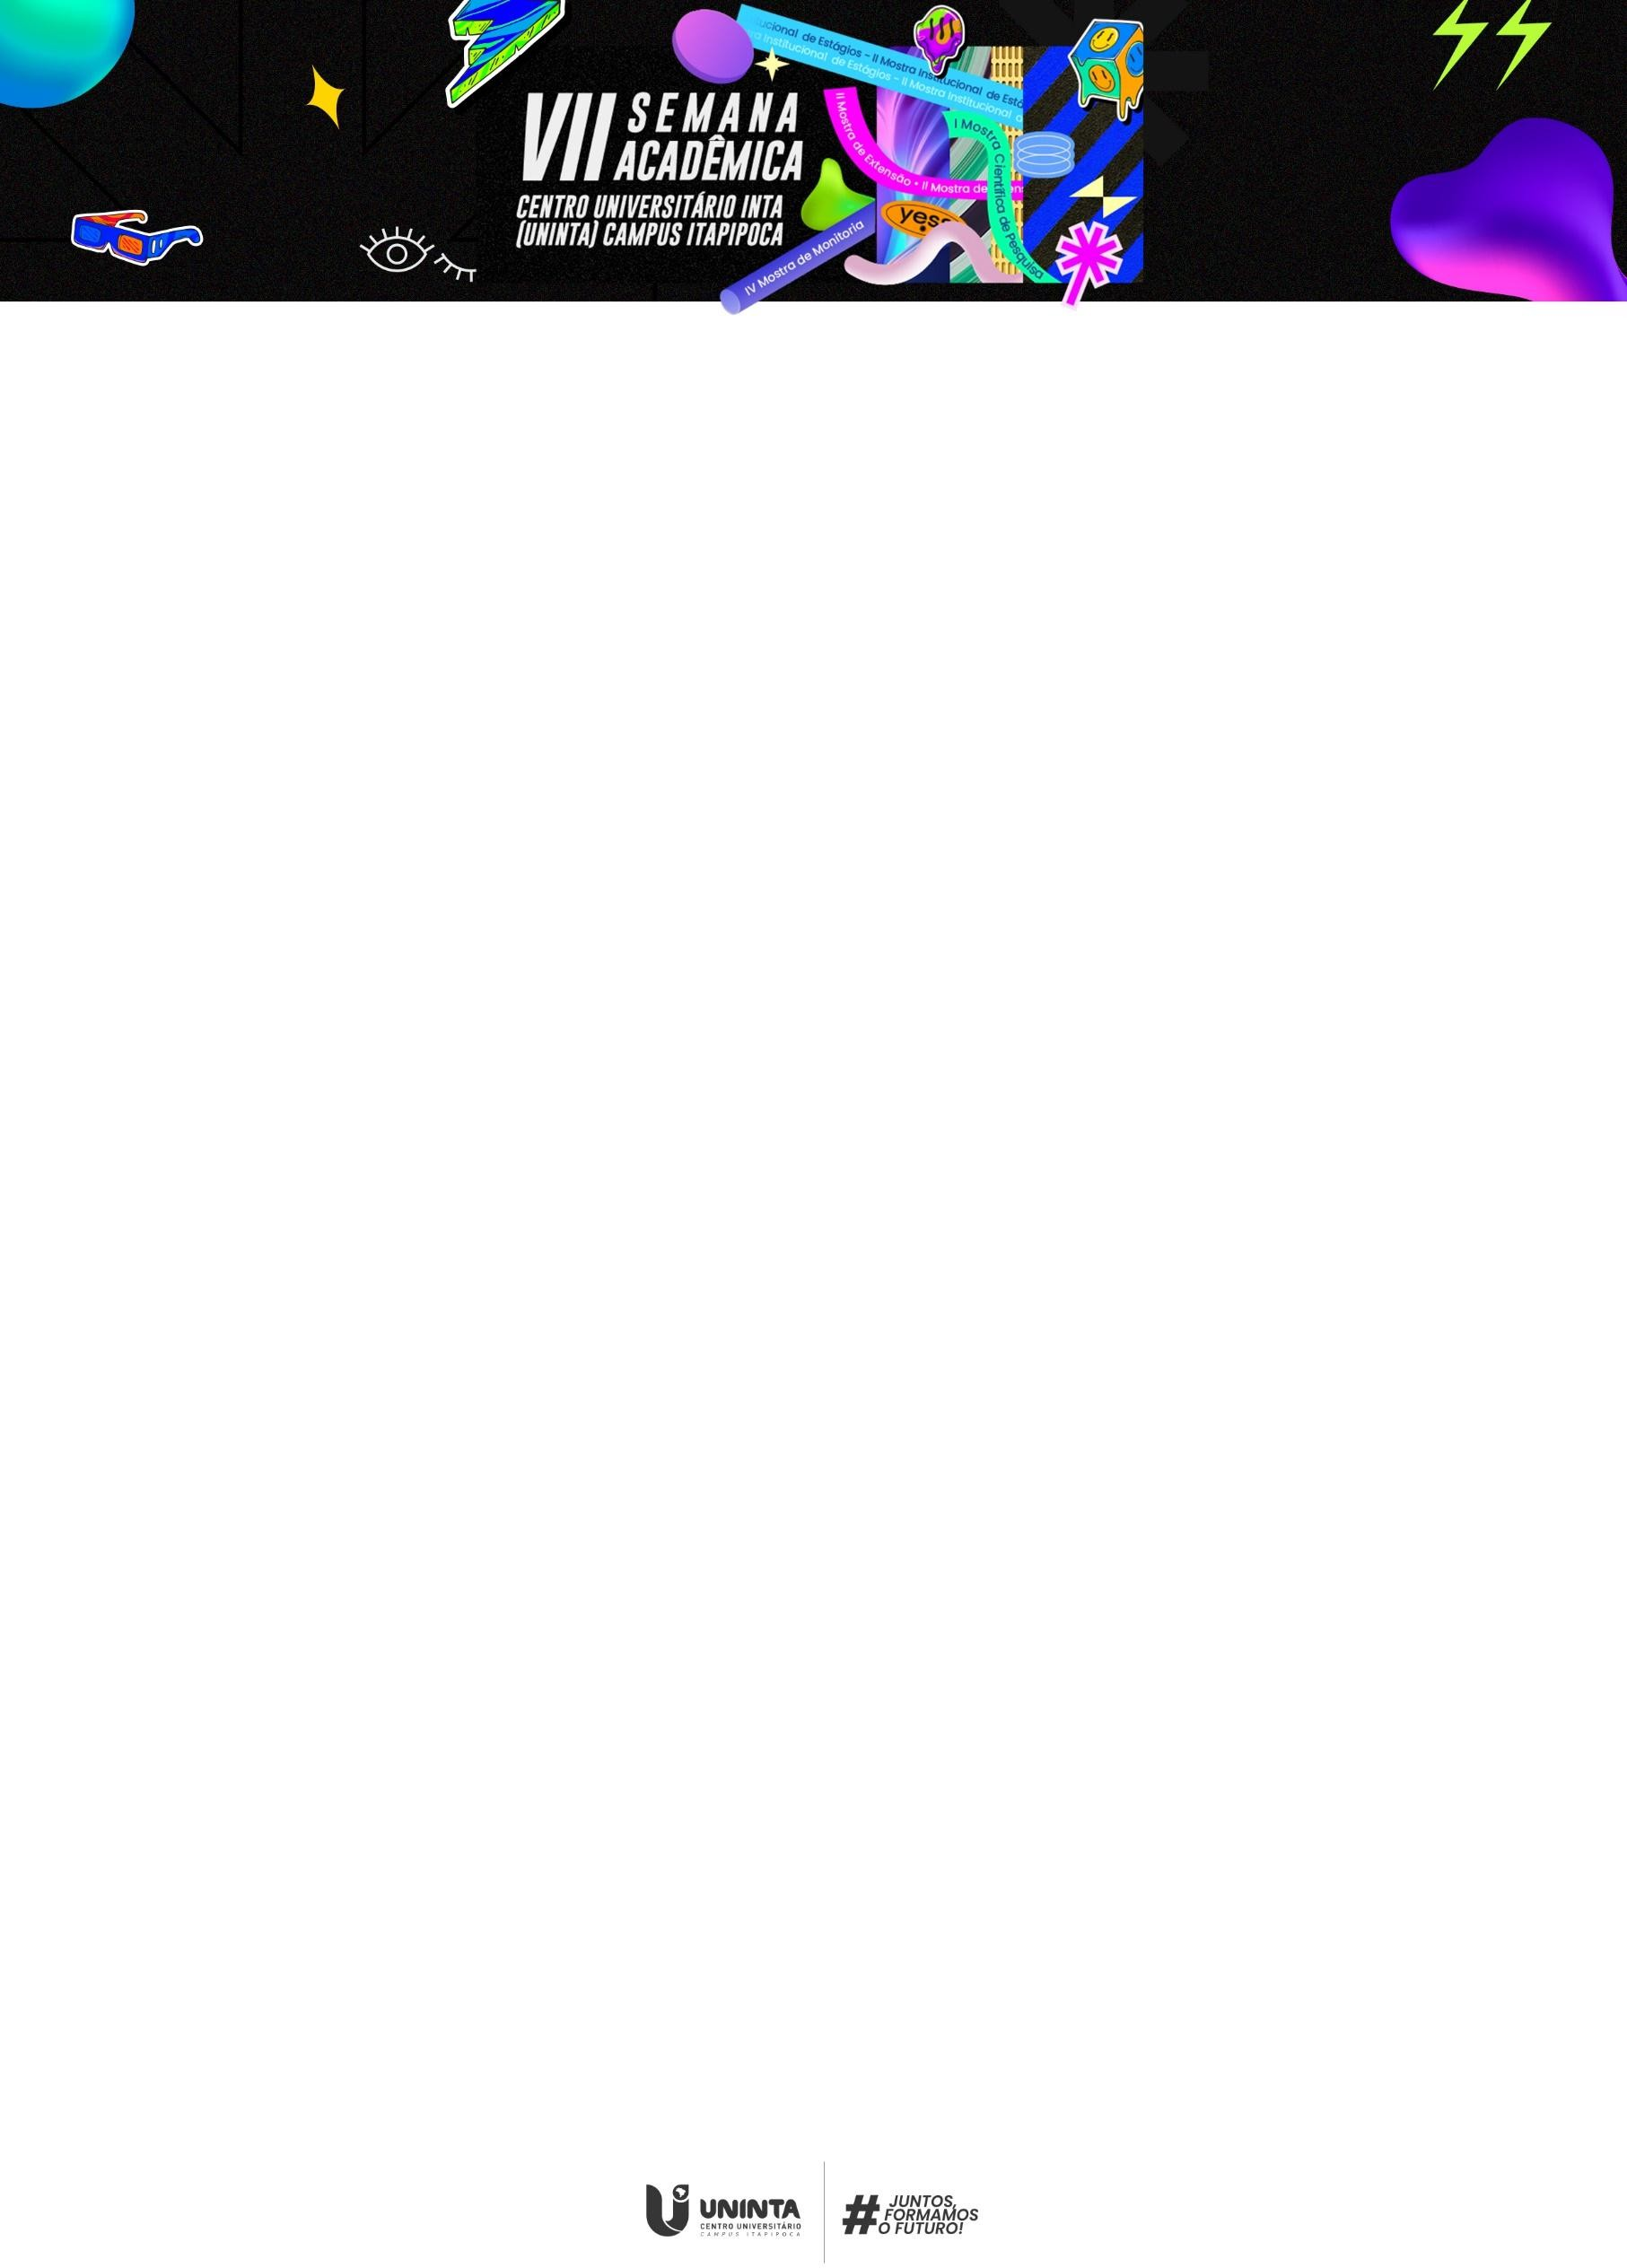 VII SEMANA
ACADÊMICA
CENTRO UNIVERSITÁRIO INTA
(UNINTA) CAMPUS ITAPIPOCA
ucional de Estágios - II Mostra Institucional de Está
a Institucional de Estágios - II Mostra Institucional d
II Mostra de Extensão • II Mostra de
I Mostra Científica de Pesquisa
yes
IV Mostra de Monitoria
UNINTA
CENTRO UNIVERSITÁRIO
CAMPUS ITAPIPOCA
# JUNTOS,
FORMAMOS
O FUTURO!